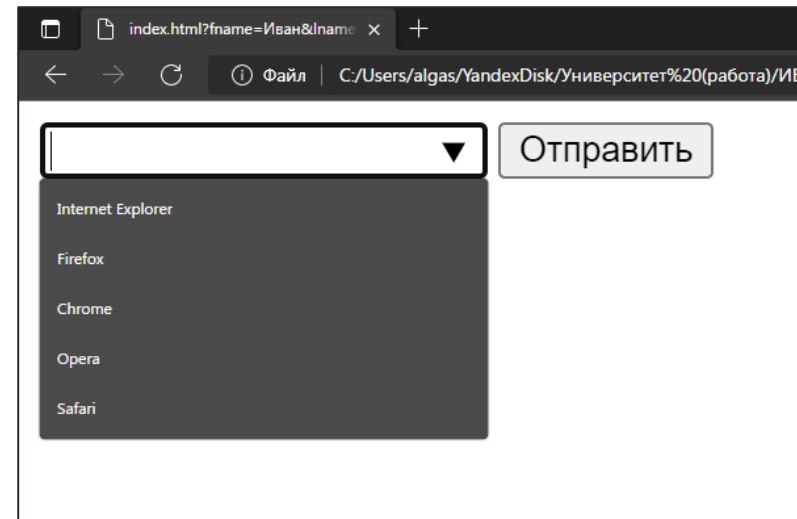 index.html?fname=Иван&lname
Файл C:/Users/algas/YandexDisk/Университет%20(работа)/ИЕ
Отправить
Internet Explorer
Firefox
Chrome
Opera
Safari